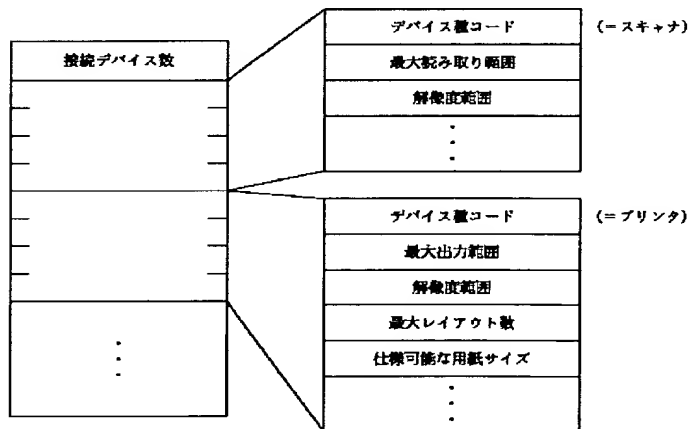 接続デバイス数
デバイス種コード (=スキャナ)
最大読み取り範囲
解像度範囲
デバイス種コード (=プリンタ)
最大出力範囲
解像度範囲
最大レイアウト数
仕様可能な用紙サイズ